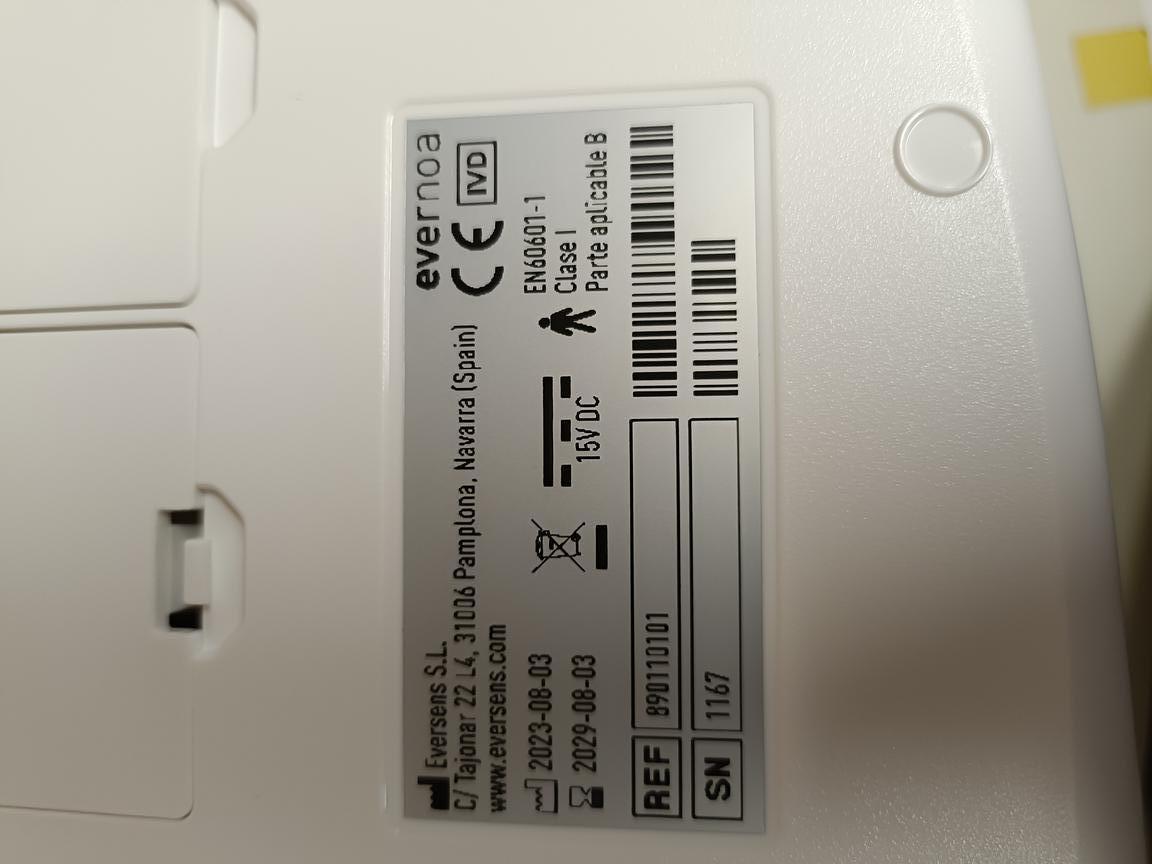 Eversens S.L.
C/ Tajonar 22 L4, 31006 Pamplona, Navarra (Spain)
www.eversens.com
evernoa
CE IVD
2023-08-03
2029-08-03
15V DC
EN60601-1
Clase I
Parte aplicable B
REF 890110101
SN 1167